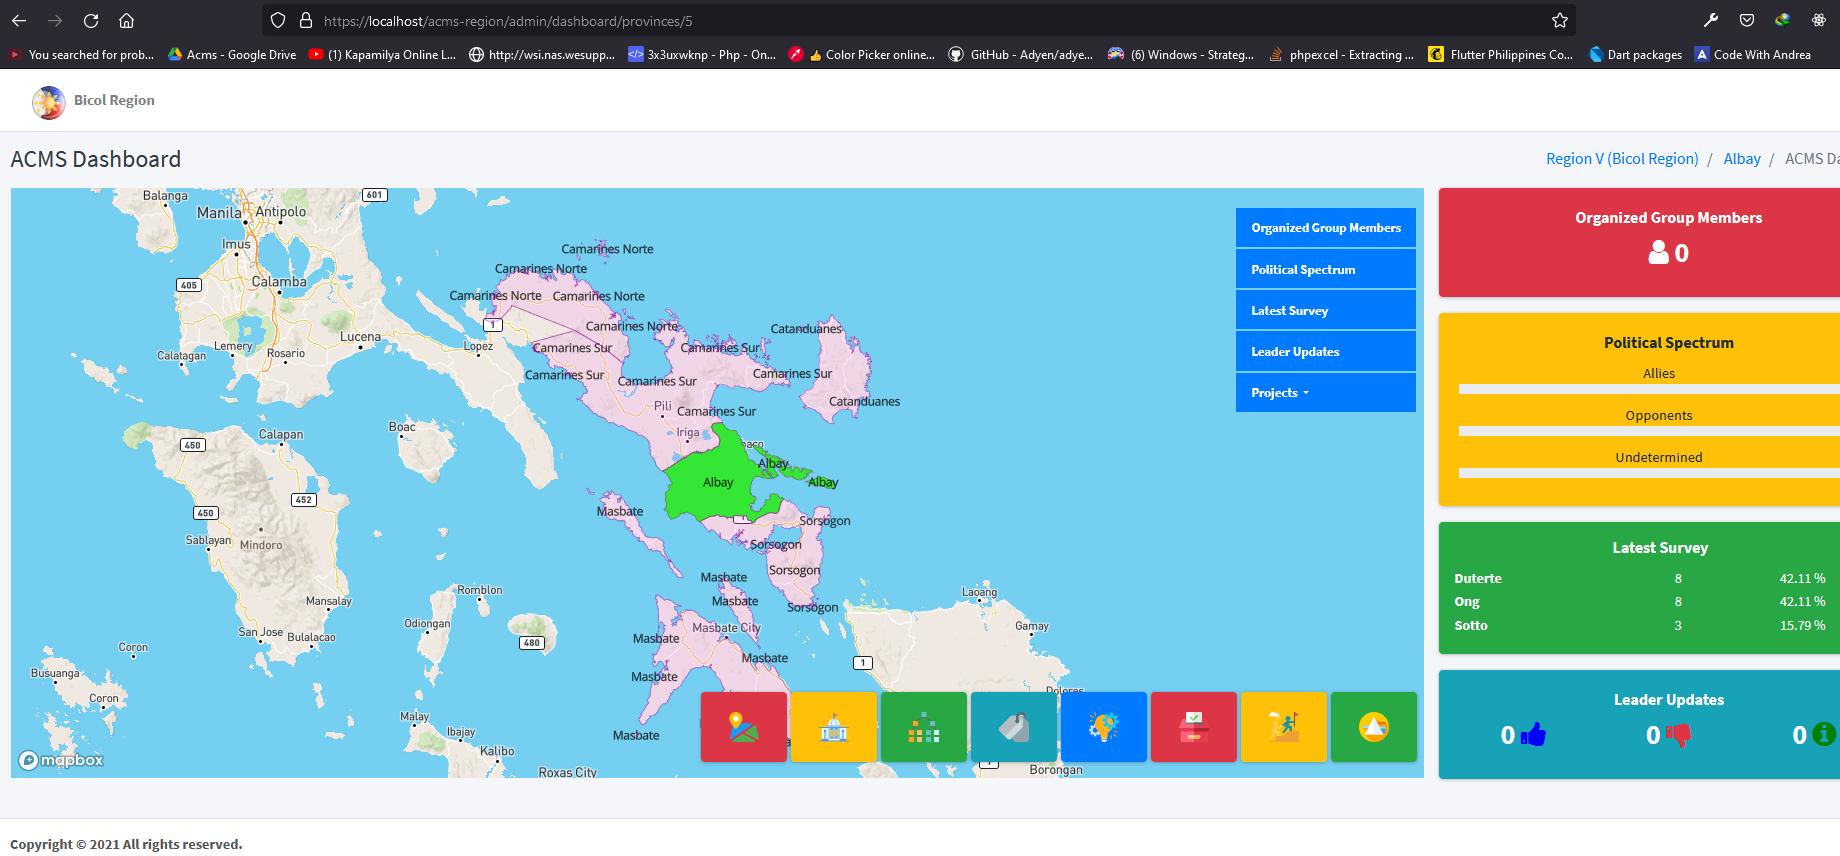 https://localhost/acms-region/admin/dashboard/provinces/5
You searched for prob...
Acms - Google Drive
(1) Kapamilya Online L...
http://wsi.nas.wesupp...
3x3uxwknp - Php - On...
👍 Color Picker online...
GitHub - Adyen/adye...
(6) Windows - Strateg...
phpexcel - Extracting ...
Flutter Philippines Co...
Dart packages
Code With Andrea
Bicol Region
ACMS Dashboard
Region V (Bicol Region) / Albay / ACMS Da
Balanga
601
Manila
Antipolo
Imus
405
Calamba
Lucena
Lemery
Calatagan
Rosario
Lopez
1
Camarines Norte
Camarines Norte
Camarines Norte
Camarines Norte
Camarines Norte
Camarines Sur
Camarines Sur
Camarines Sur
Camarines Sur
Camarines Sur
Camarines Sur
Catanduanes
Catanduanes
Pili
Iriga
baco
Albay
Albay
Albay
Boac
Calapan
450
452
450
Sablayan
Mindoro
Mansalay
San Jose
Bulalacao
Romblon
Odiongan
480
Coron
Busuanga
Coron
Malay
Ibajay
Kalibo
Roxas City
Masbate
Sorsogon
Sorsogon
Sorsogon
Sorsogon
Masbate
Masbate
Masbate City
Masbate
Masbate
Masbate
Masbate
Laoang
Gamay
1
Dolores
Borongan
mapbox
Organized Group Members
Political Spectrum
Latest Survey
Leader Updates
Projects
Organized Group Members
0
Political Spectrum
Allies
Opponents
Undetermined
Latest Survey
Duterte 8 42.11 %
Ong 8 42.11 %
Sotto 3 15.79 %
Leader Updates
0 0 0
Copyright © 2021 All rights reserved.